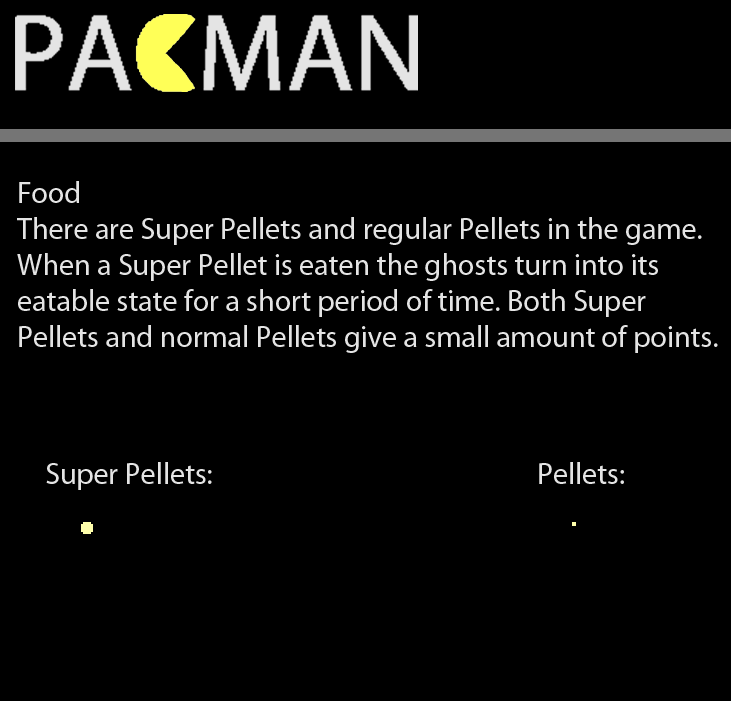 PACMAN
Food
There are Super Pellets and regular Pellets in the game.
When a Super Pellet is eaten the ghosts turn into its
eatable state for a short period of time. Both Super
Pellets and normal Pellets give a small amount of points.
Super Pellets:
Pellets: